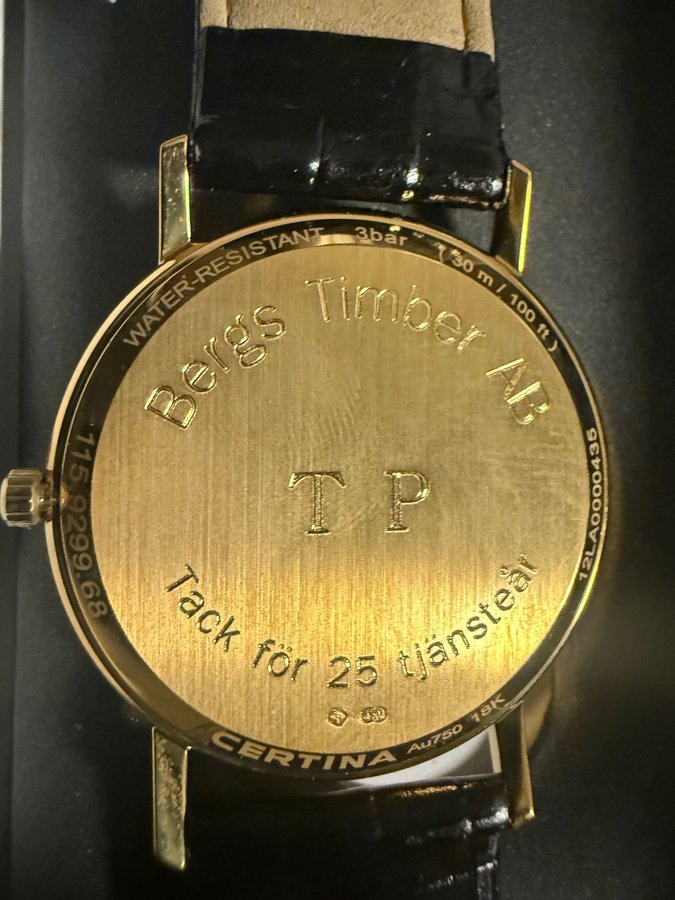 WATER-RESISTANT 3bar (30 m / 100 ft)
Bergs Timber AB
T P
Tack för 25 tjänsteår
115.9299.68
12LA0000435
CERTINA Au750 18K